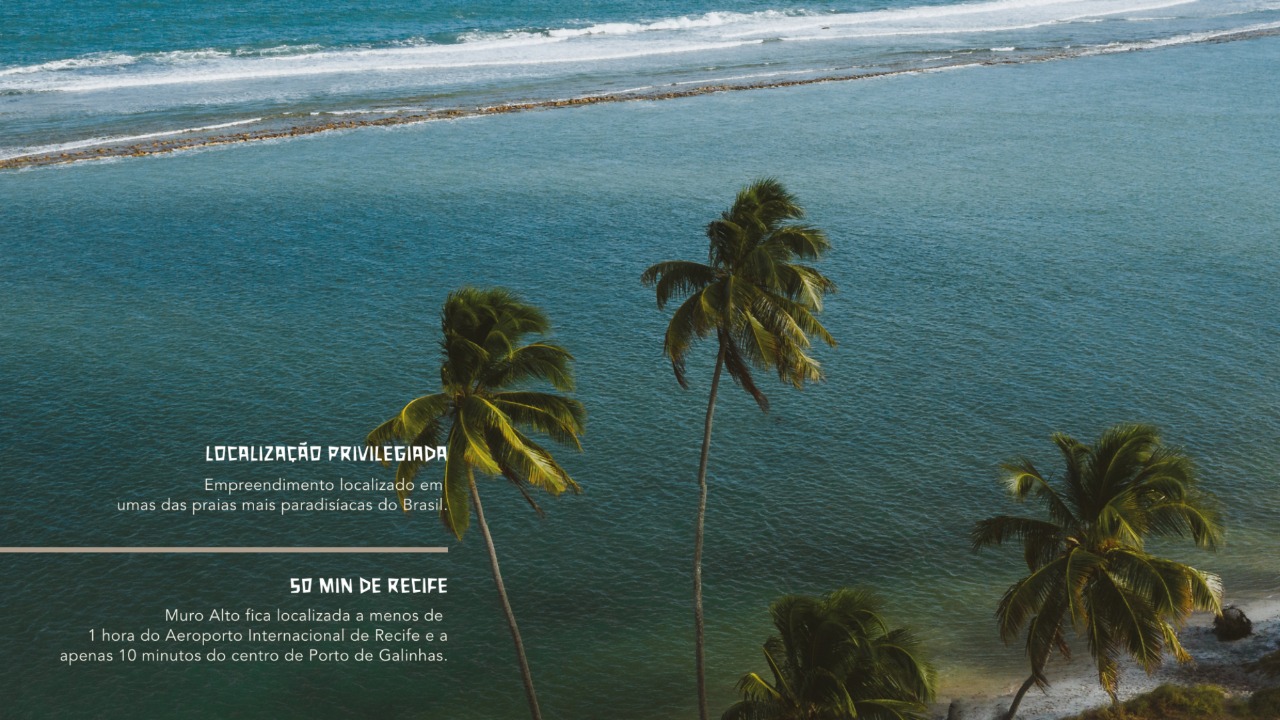 LOCALIZAÇÃO PRIVILEGIADA
Empreendimento localizado em
umas das praias mais paradisíacas do Brasil.
50 MIN DE RECIFE
Muro Alto fica localizada a menos de
1 hora do Aeroporto Internacional de Recife e a
apenas 10 minutos do centro de Porto de Galinhas.